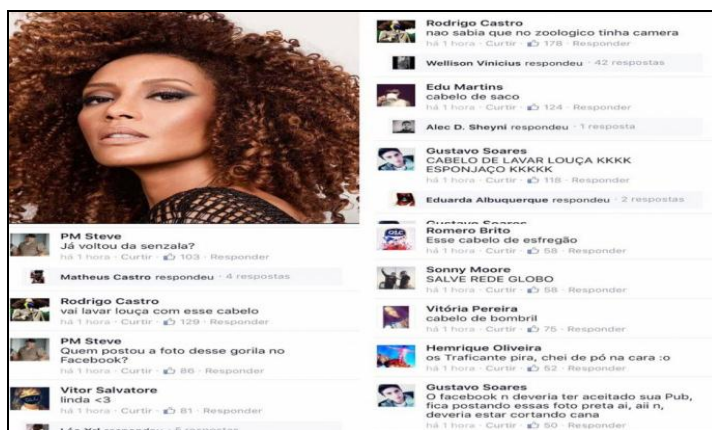 PM Steve
Já voltou da senzala?
há 1 hora · Curtir · 103 · Responder
Matheus Castro respondeu · 4 respostas
Rodrigo Castro
vai lavar louça com esse cabelo
há 1 hora · Curtir · 129 · Responder
PM Steve
Quem postou a foto desse gorila no
Facebook?
há 1 hora · Curtir · 86 · Responder
Vitor Salvatore
linda <3
há 1 hora · Curtir · 81 · Responder
respondeu · 5 respostas
Rodrigo Castro
nao sabia que no zoologico tinha camera
há 1 hora · Curtir · 178 · Responder
Wellison Vinicius respondeu · 42 respostas
Edu Martins
cabelo de saco
há 1 hora · Curtir · 124 · Responder
Alec D. Sheyni respondeu · 1 resposta
Gustavo Soares
CABELO DE LAVAR LOUÇA KKKK
ESPONJAÇO KKKKK
há 1 hora · Curtir · 118 · Responder
Eduarda Albuquerque respondeu · 2 respostas
Gustavo Soares
Romero Brito
Esse cabelo de esfregão
há 1 hora · Curtir · 58 · Responder
Sonny Moore
SALVE REDE GLOBO
há 1 hora · Curtir · 58 · Responder
Vitória Pereira
cabelo de bombril
há 1 hora · Curtir · 75 · Responder
Hemrique Oliveira
os Traficante pira, chei de pó na cara :o
há 1 hora · Curtir · 52 · Responder
Gustavo Soares
O facebook n deveria ter aceitado sua Pub,
fica postando essas foto preta ai, aii n,
deveria estar cortando cana
há 1 hora · Curtir · 50 · Responder